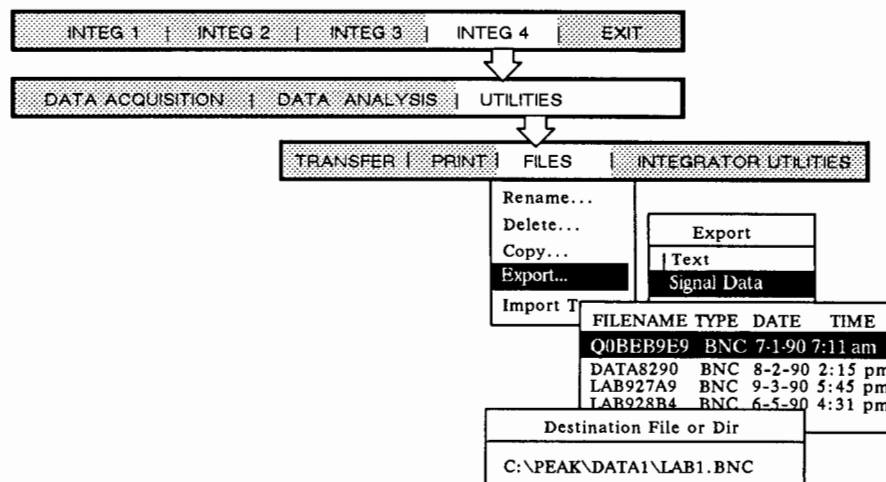 INTEG 1 | INTEG 2 | INTEG 3 | INTEG 4 | EXIT
DATA ACQUISITION | DATA ANALYSIS | UTILITIES
TRANSFER | PRINT | FILES | INTEGRATOR UTILITIES
Rename...
Delete...
Copy...
Export...
Import T
Export
Text
Signal Data
FILENAME TYPE DATE TIME
Q0BEB9E9 BNC 7-1-90 7:11 am
DATA8290 BNC 8-2-90 2:15 pm
LAB927A9 BNC 9-3-90 5:45 pm
LAB928B4 BNC 6-5-90 4:31 pm
Destination File or Dir
C:\PEAK\DATA1\LAB1.BNC